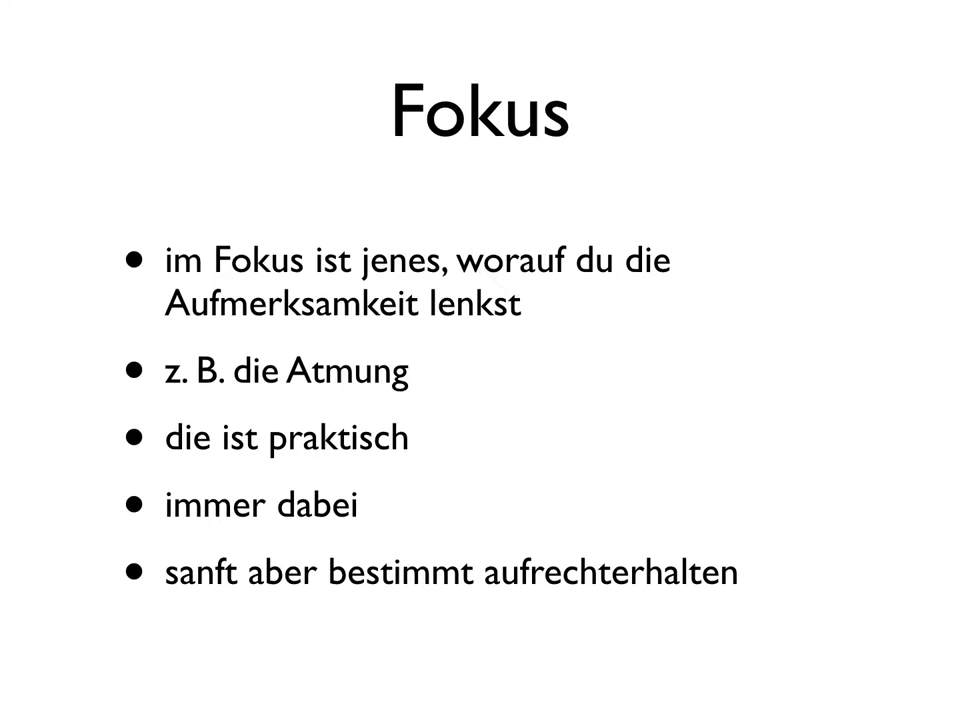 Fokus
• im Fokus ist jenes, worauf du die
Aufmerksamkeit lenkst
• z. B. die Atmung
• die ist praktisch
• immer dabei
• sanft aber bestimmt aufrechterhalten